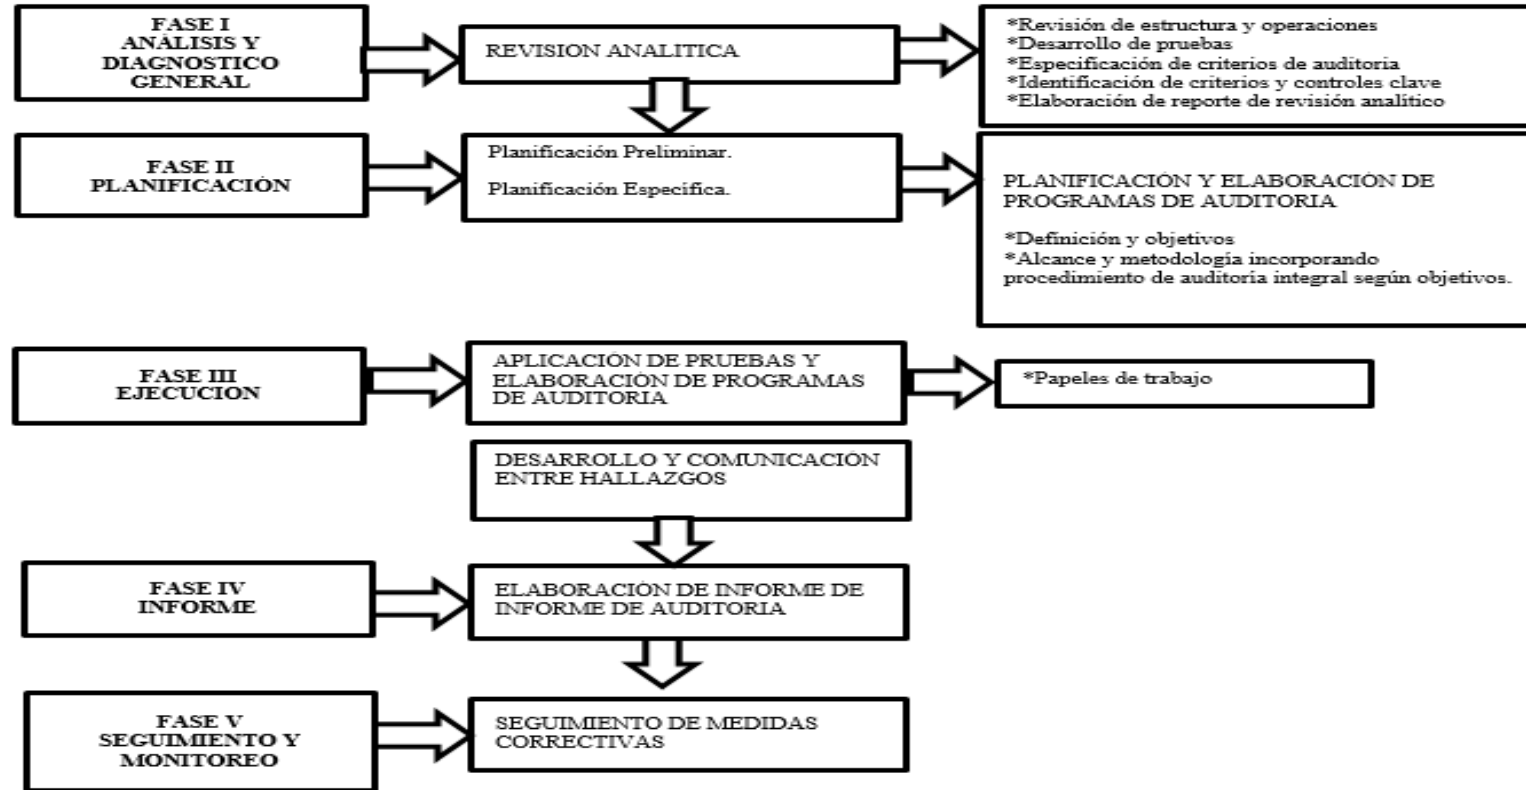 FASE I
ANÁLISIS Y
DIAGNOSTICO
GENERAL
REVISION ANALITICA
*Revisión de estructura y operaciones
*Desarrollo de pruebas
*Especificación de criterios de auditoria
*Identificación de criterios y controles clave
*Elaboración de reporte de revisión analítico
FASE II
PLANIFICACIÓN
Planificación Preliminar.
Planificación Especifica.
PLANIFICACIÓN Y ELABORACIÓN DE
PROGRAMAS DE AUDITORIA
*Definición y objetivos
*Alcance y metodología incorporando
procedimiento de auditoría integral según objetivos.
FASE III
EJECUCIÓN
APLICACIÓN DE PRUEBAS Y
ELABORACIÓN DE PROGRAMAS
DE AUDITORIA
*Papeles de trabajo
DESARROLLO Y COMUNICACIÓN
ENTRE HALLAZGOS
FASE IV
INFORME
ELABORACIÓN DE INFORME DE
INFORME DE AUDITORIA
FASE V
SEGUIMIENTO Y
MONITOREO
SEGUIMIENTO DE MEDIDAS
CORRECTIVAS